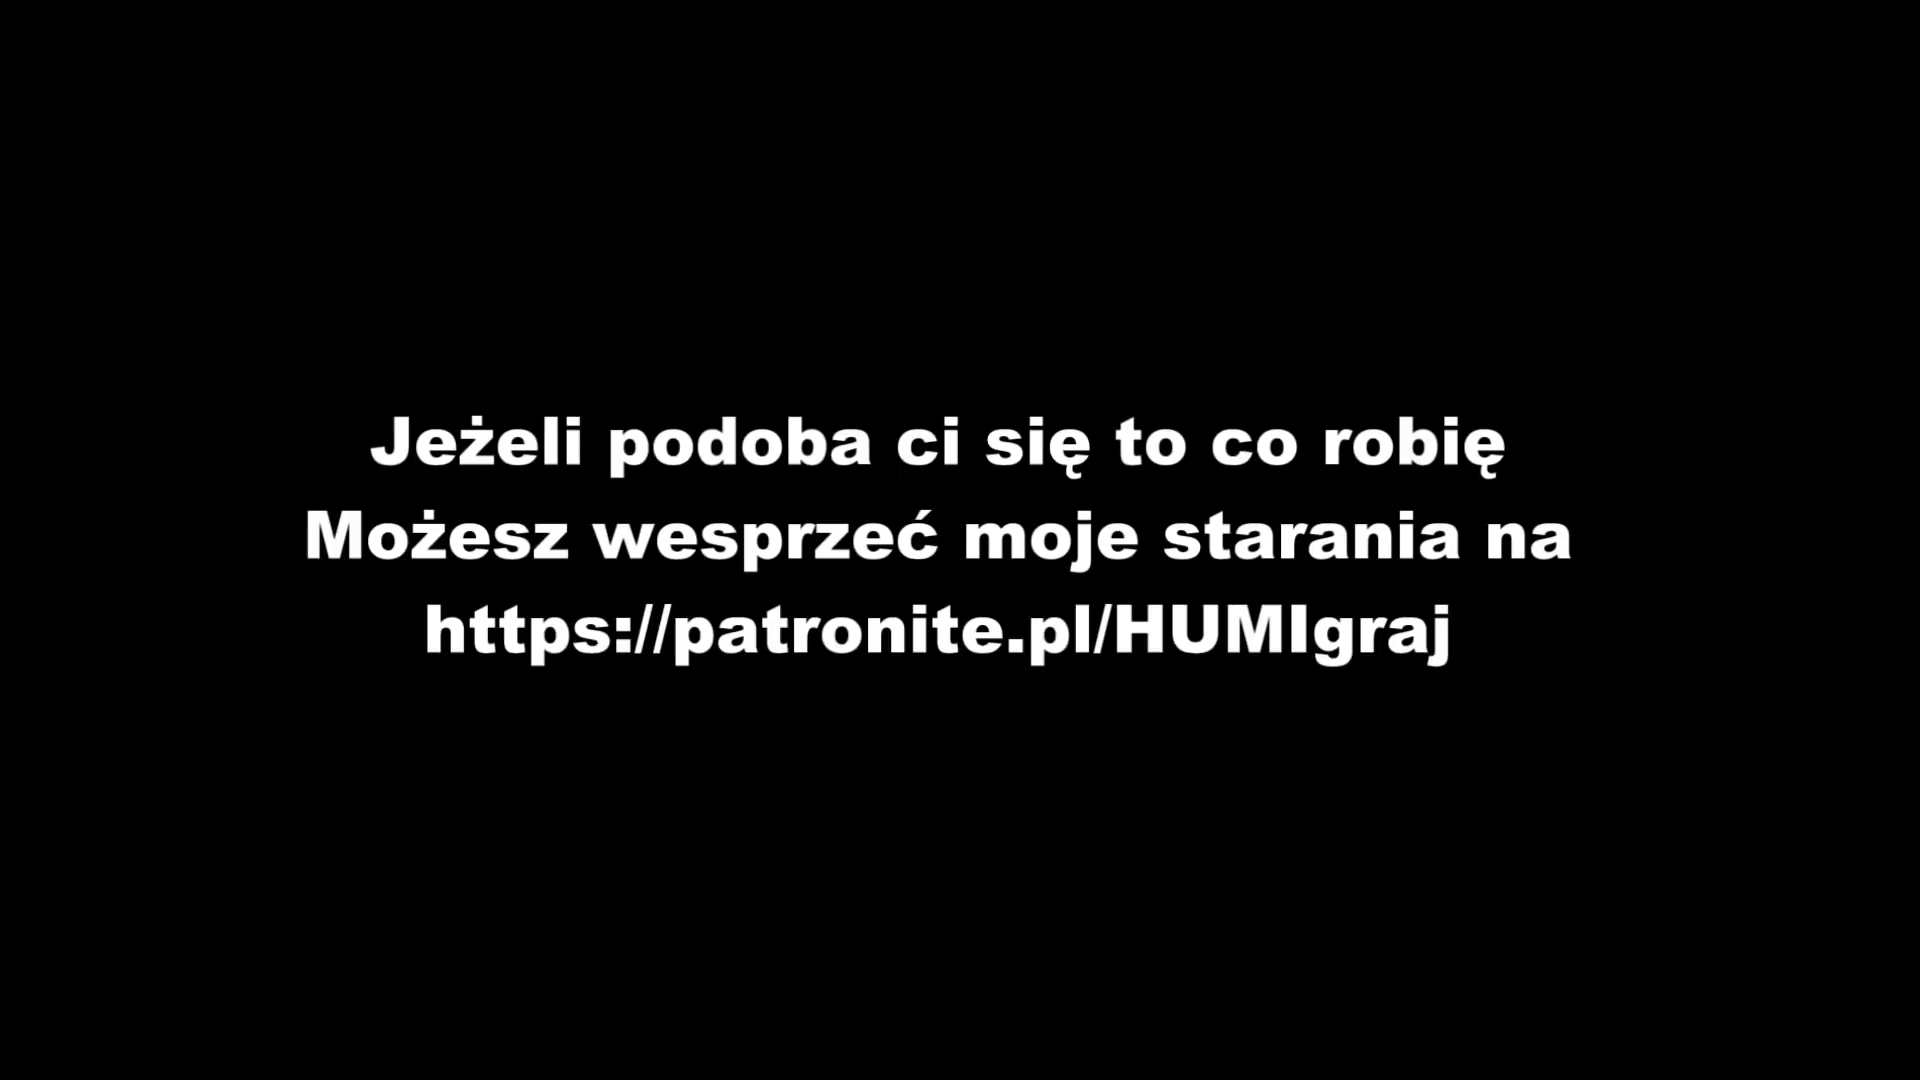 Jeżeli podoba ci się to co robię
Możesz wesprzeć moje starania na
https://patronite.pl/HUMIgraj